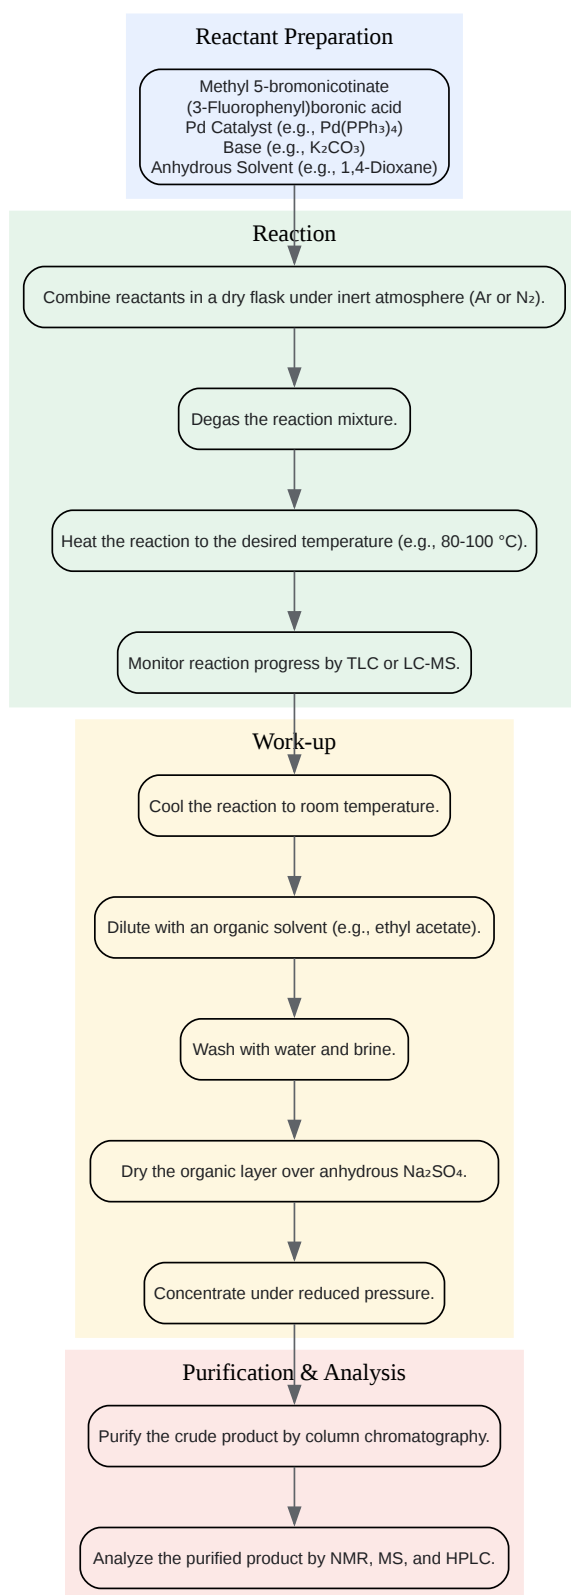 Reactant Preparation
Methyl 5-bromonicotinate
(3-Fluorophenyl)boronic acid
Pd Catalyst (e.g., Pd(PPh₃)₄)
Base (e.g., K₂CO₃)
Anhydrous Solvent (e.g., 1,4-Dioxane)
Reaction
Combine reactants in a dry flask under inert atmosphere (Ar or N₂).
Degas the reaction mixture.
Heat the reaction to the desired temperature (e.g., 80-100 °C).
Monitor reaction progress by TLC or LC-MS.
Work-up
Cool the reaction to room temperature.
Dilute with an organic solvent (e.g., ethyl acetate).
Wash with water and brine.
Dry the organic layer over anhydrous Na₂SO₄.
Concentrate under reduced pressure.
Purification & Analysis
Purify the crude product by column chromatography.
Analyze the purified product by NMR, MS, and HPLC.